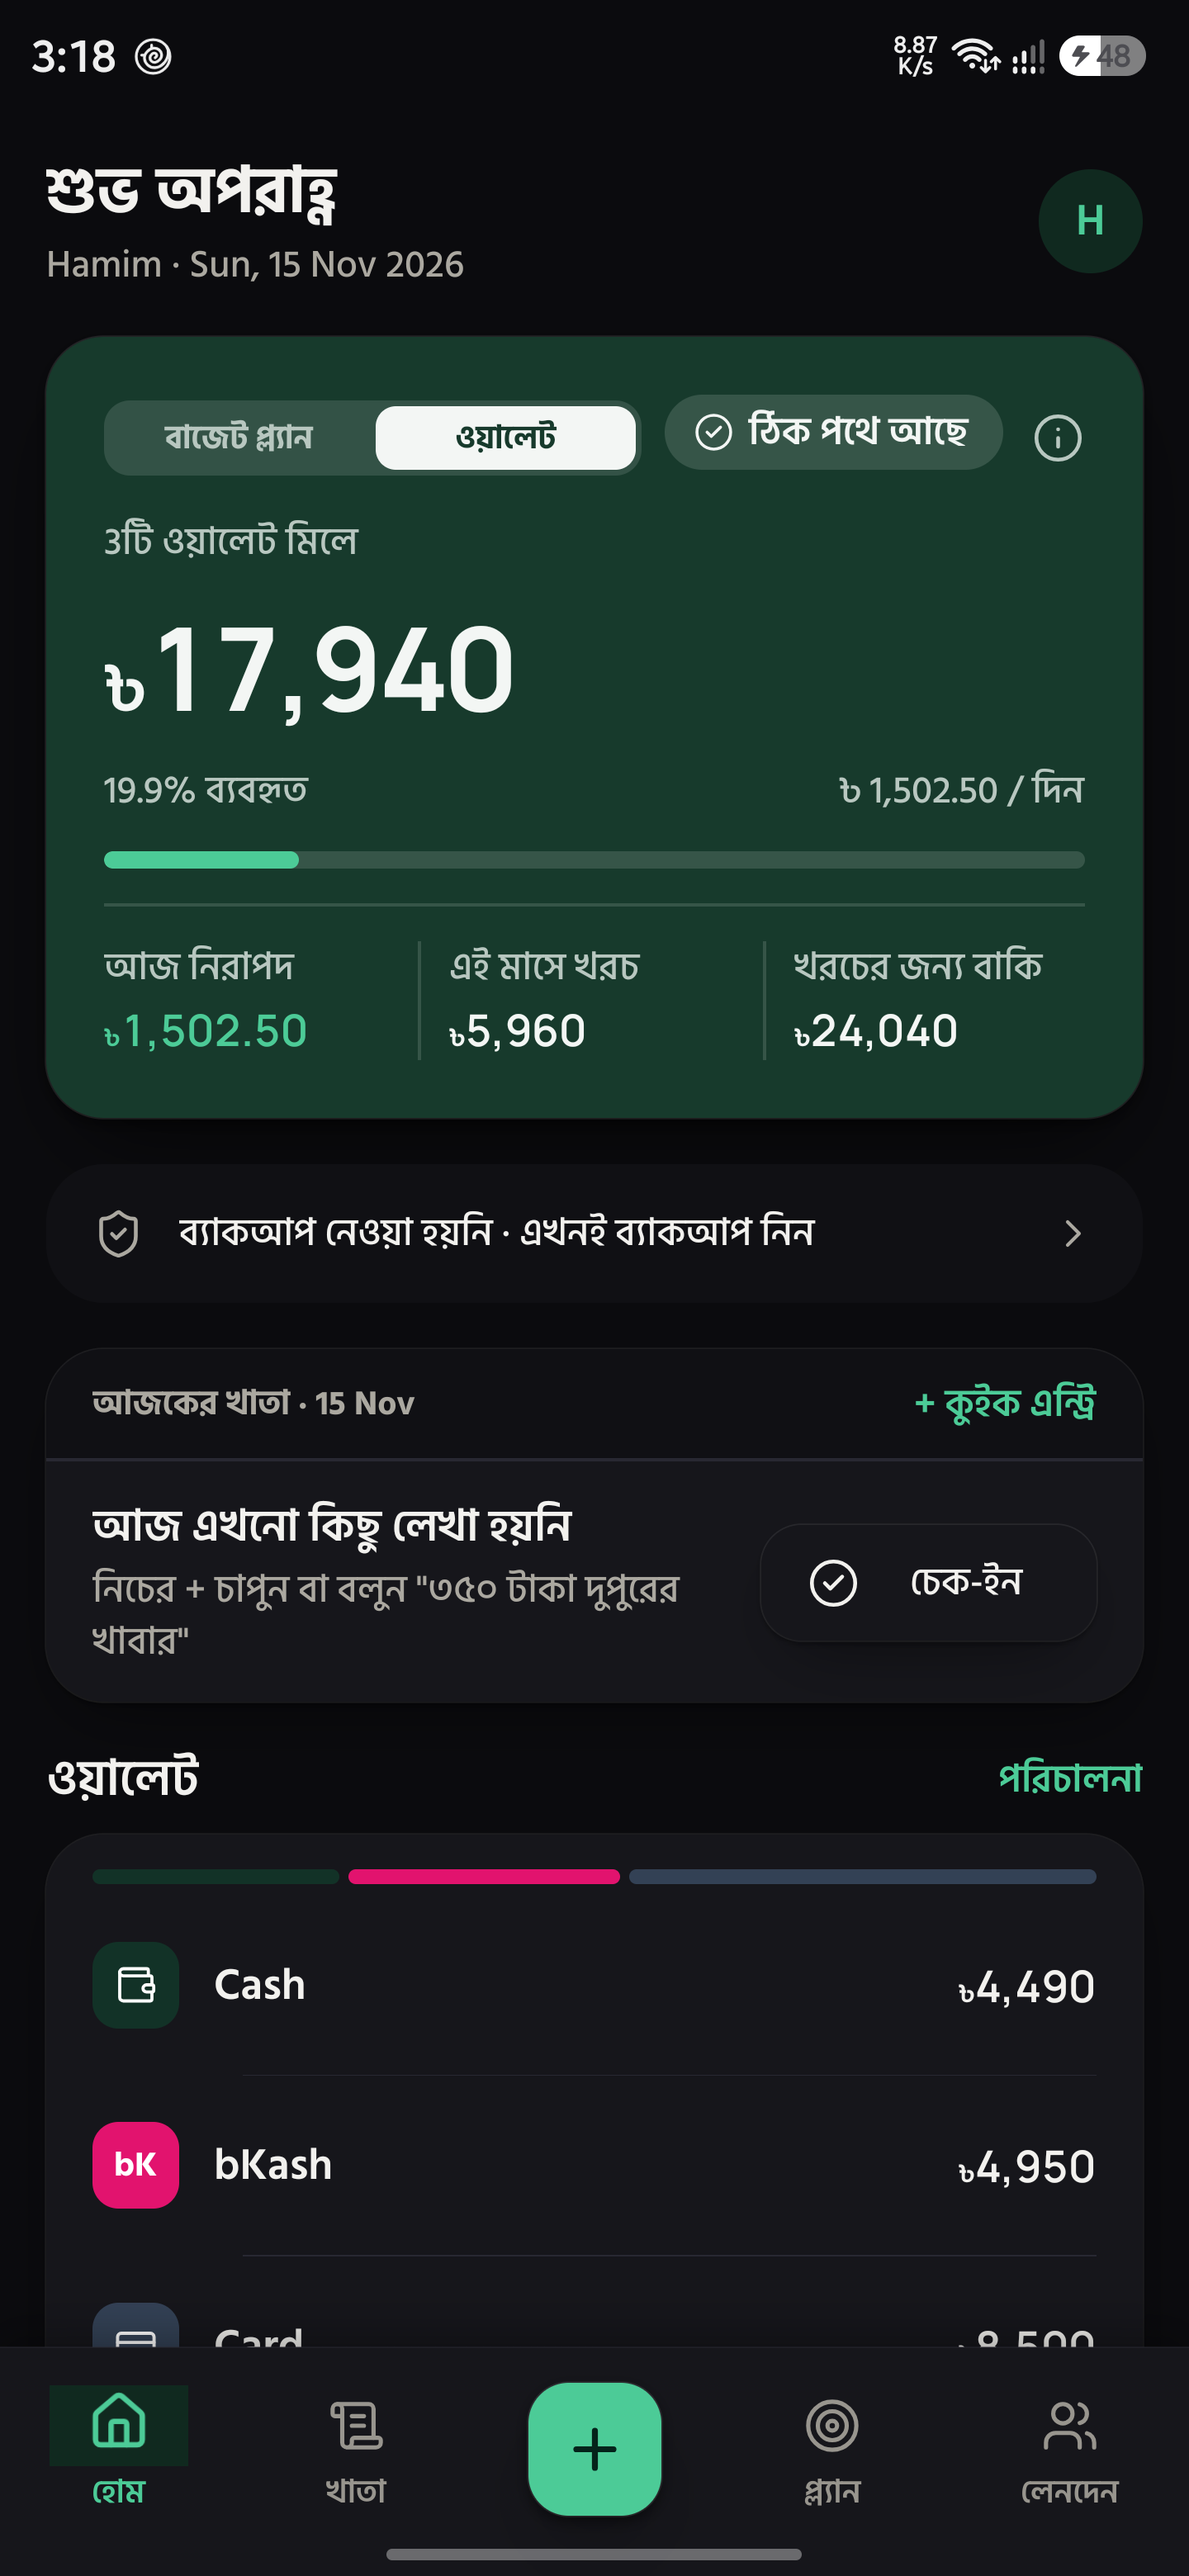 3:18
8.87 K/s
48
শুভ অপরাহ্ণ
Hamim · Sun, 15 Nov 2026
H
বাজেট প্ল্যান
ওয়ালেট
ঠিক পথে আছে
3টি ওয়ালেট মিলে
৳17,940
19.9% ব্যবহৃত
৳ 1,502.50 / দিন
আজ নিরাপদ
এই মাসে খরচ
খরচের জন্য বাকি
৳1,502.50
৳5,960
৳24,040
ব্যাকআপ নেওয়া হয়নি · এখনই ব্যাকআপ নিন
আজকের খাতা · 15 Nov
+ কুইক এন্ট্রি
আজ এখনো কিছু লেখা হয়নি
নিচের + চাপুন বা বলুন "৩৫০ টাকা দুপুরের
খাবার"
চেক-ইন
ওয়ালেট
পরিচালনা
Cash
৳4,490
bK
bKash
৳4,950
Card
৳8,500
হোম
খাতা
প্ল্যান
লেনদেন